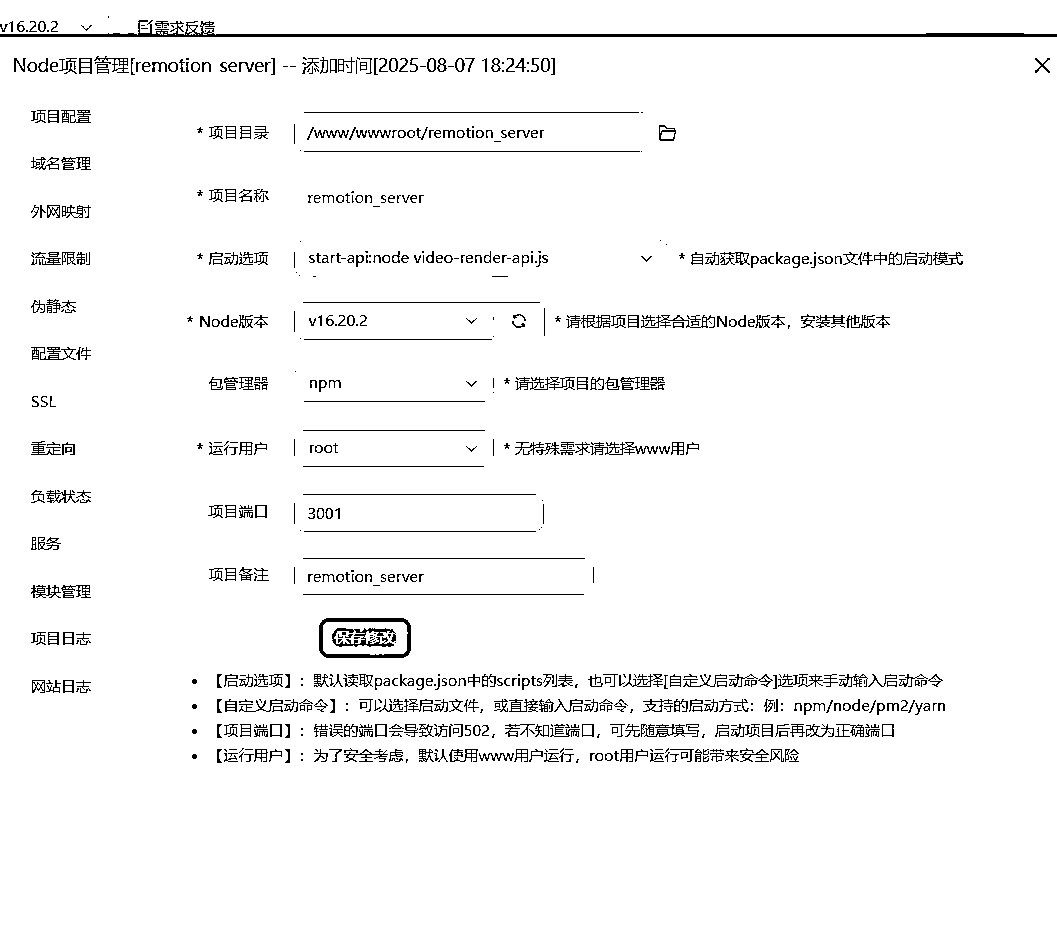 v16.20.2 需求反馈
Node项目管理[remotion_server] -- 添加时间[2025-08-07 18:24:50]
项目配置
域名管理
外网映射
流量限制
伪静态
配置文件
SSL
重定向
负载状态
服务
模块管理
项目日志
网站日志
* 项目目录 /www/wwwroot/remotion_server
* 项目名称 remotion_server
* 启动选项 start-api:node video-render-api.js * 自动获取package.json文件中的启动模式
* Node版本 v16.20.2 * 请根据项目选择合适的Node版本，安装其他版本
包管理器 npm * 请选择项目的包管理器
* 运行用户 root * 无特殊需求请选择www用户
项目端口 3001
项目备注 remotion_server
保存修改
• 【启动选项】：默认读取package.json中的scripts列表，也可以选择[自定义启动命令]选项来手动输入启动命令
• 【自定义启动命令】：可以选择启动文件，或直接输入启动命令，支持的启动方式：例：npm/node/pm2/yarn
• 【项目端口】：错误的端口会导致访问502，若不知道端口，可先随意填写，启动项目后再改为正确端口
• 【运行用户】：为了安全考虑，默认使用www用户运行，root用户运行可能带来安全风险